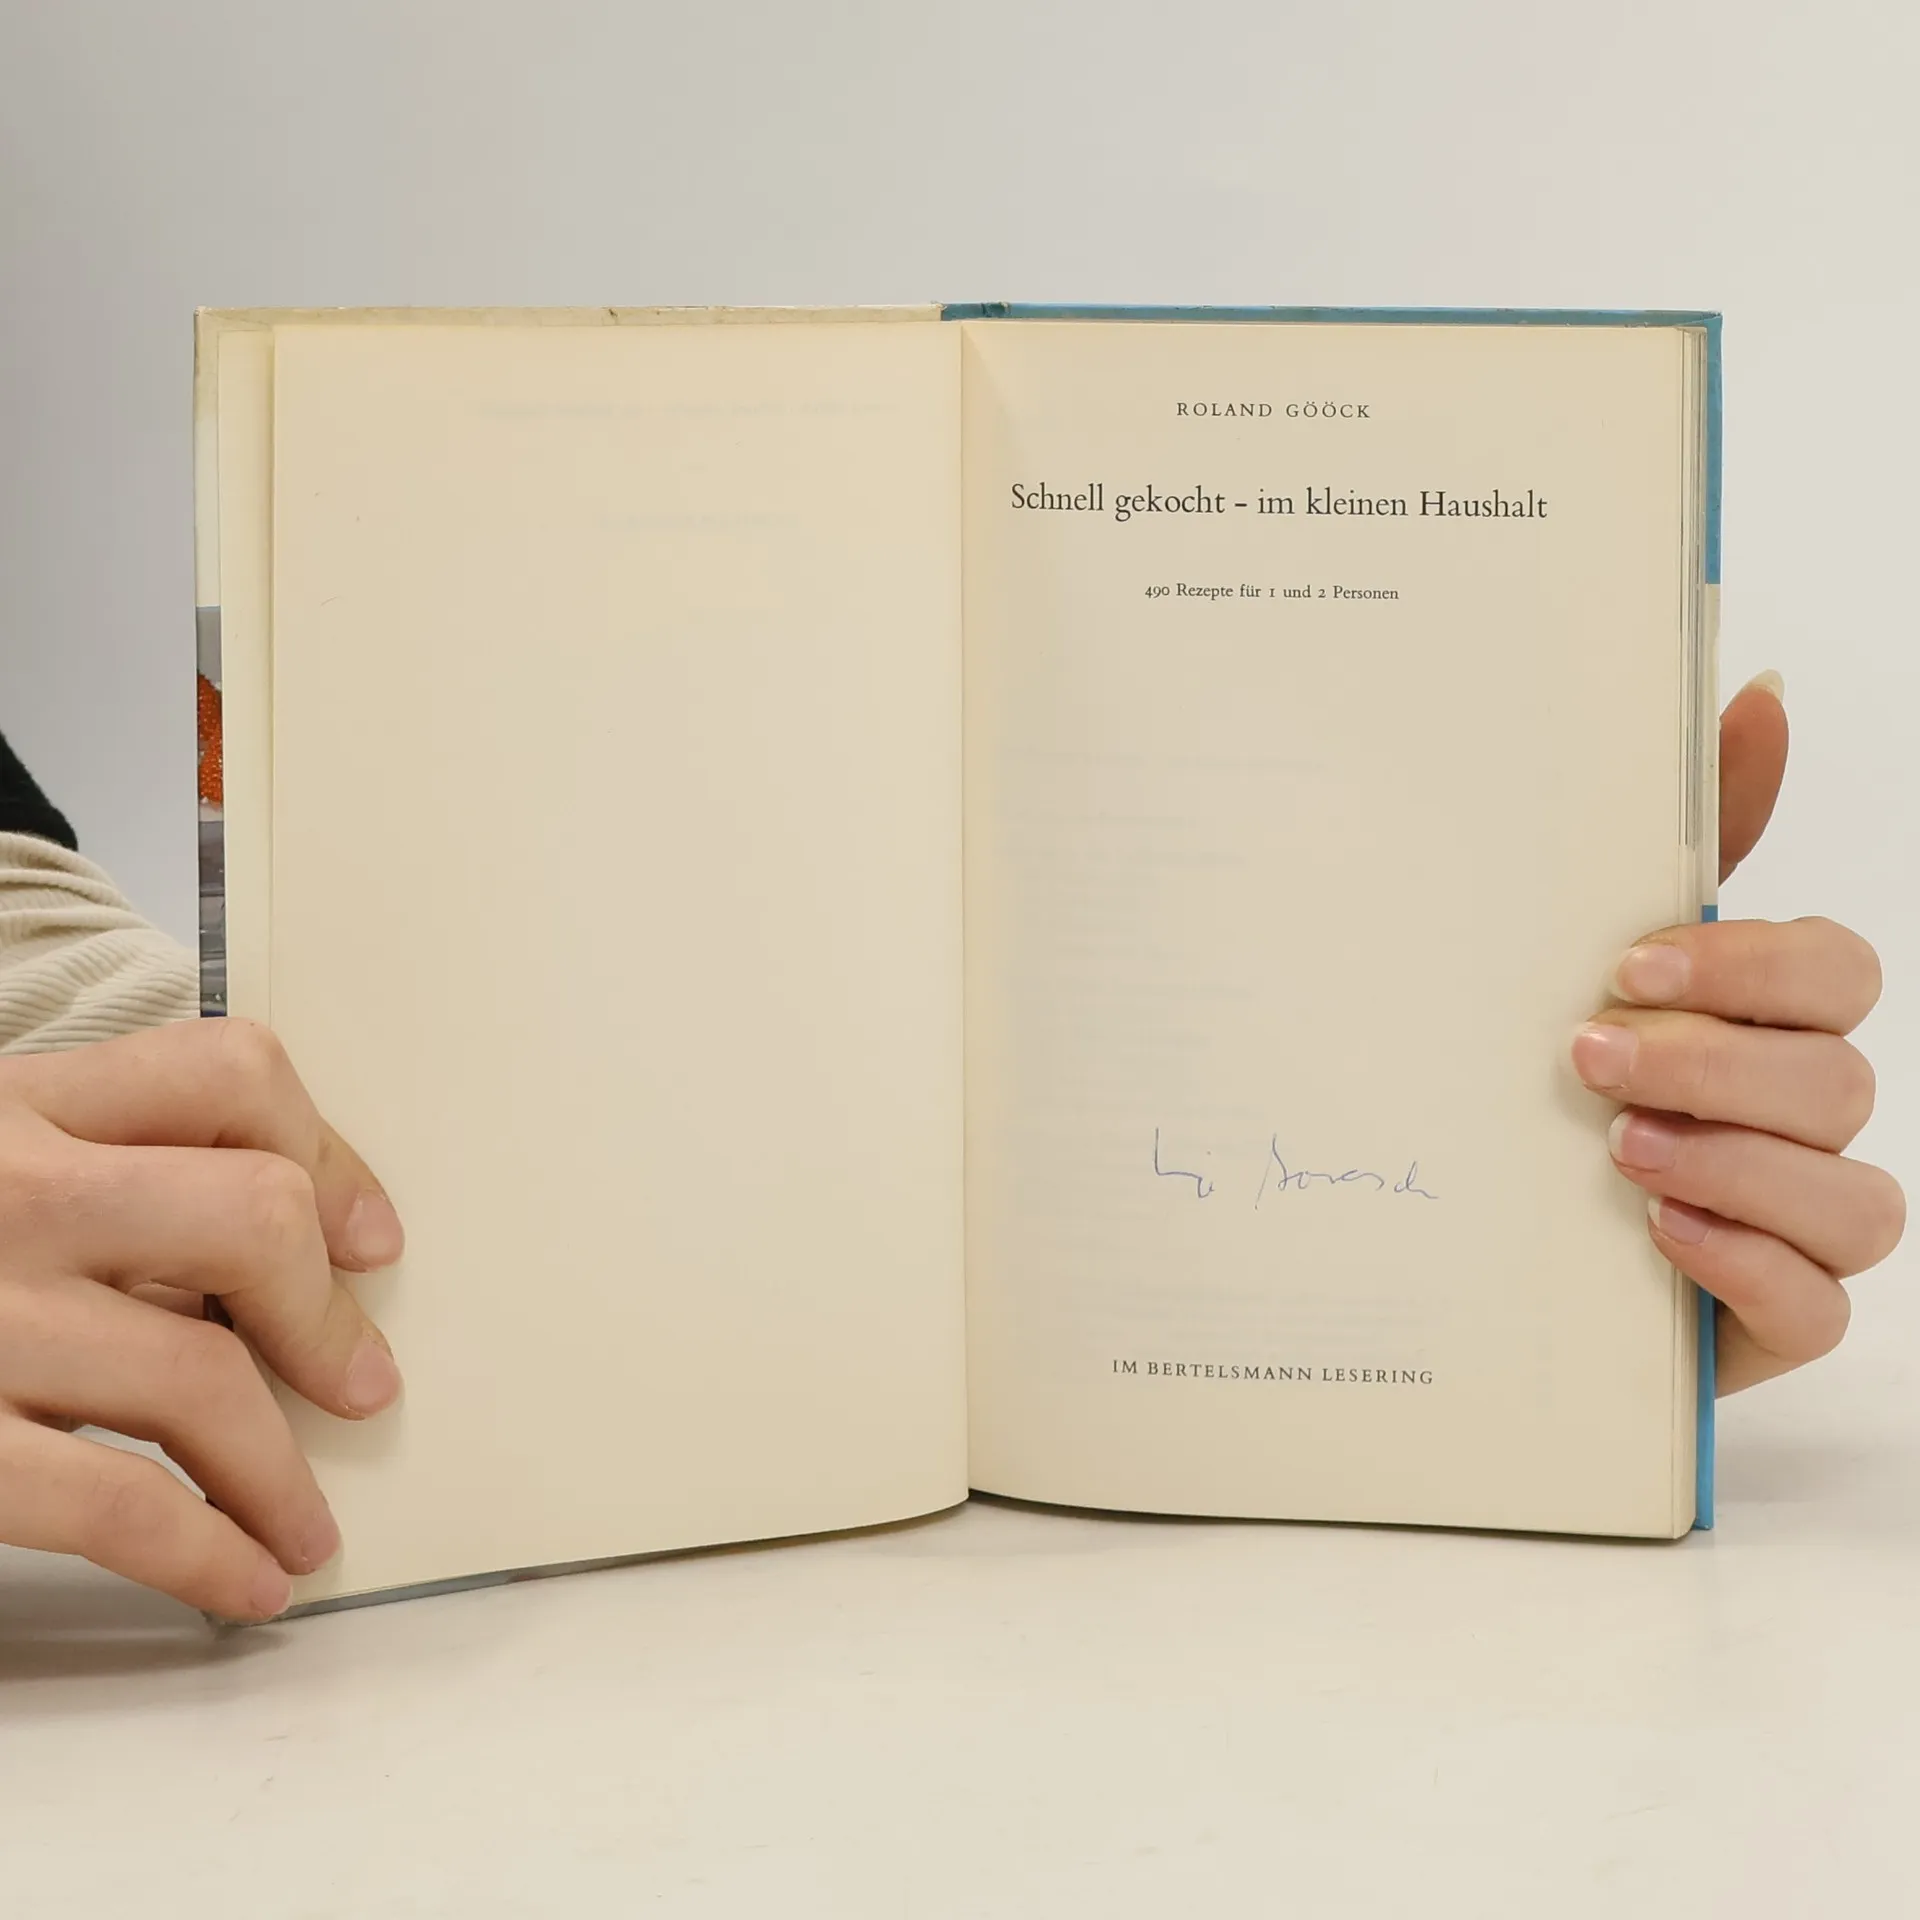 ROLAND GÖÖCK
Schnell gekocht – im kleinen Haushalt
490 Rezepte für 1 und 2 Personen
IM BERTELSMANN LESERING